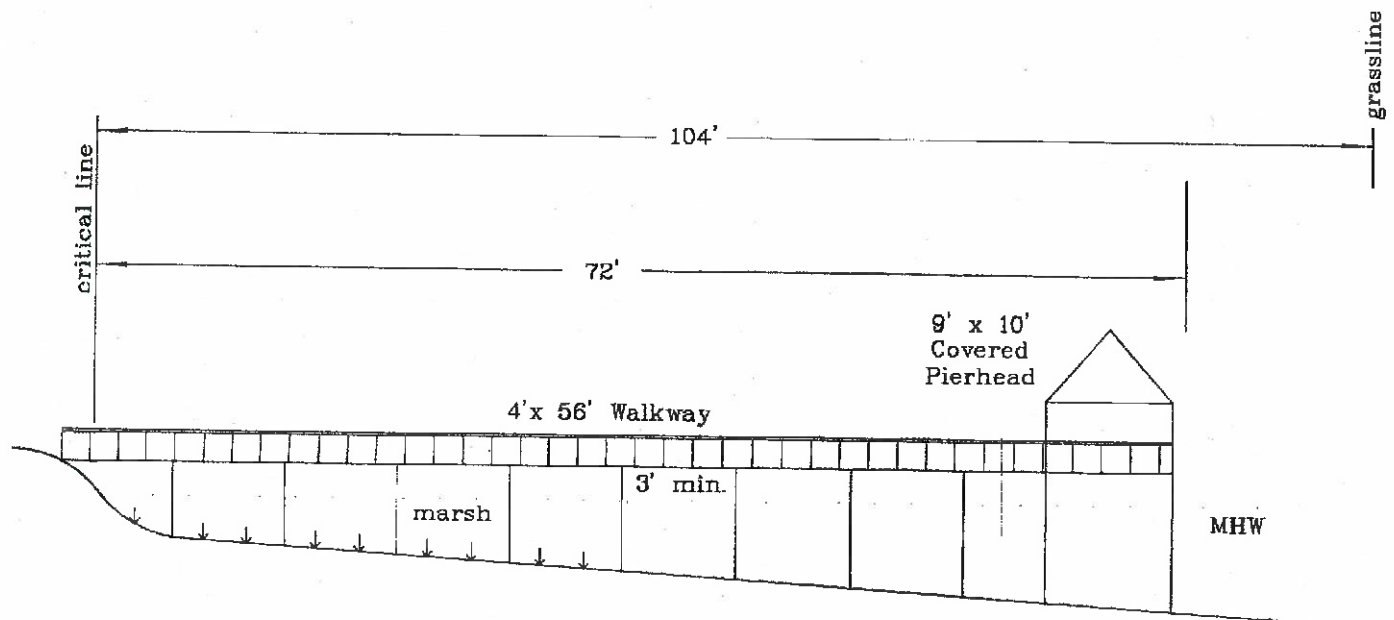 grassline
104'
critical line
72'
9' x 10'
Covered
Pierhead
4'x 56' Walkway
3' min.
marsh
MHW